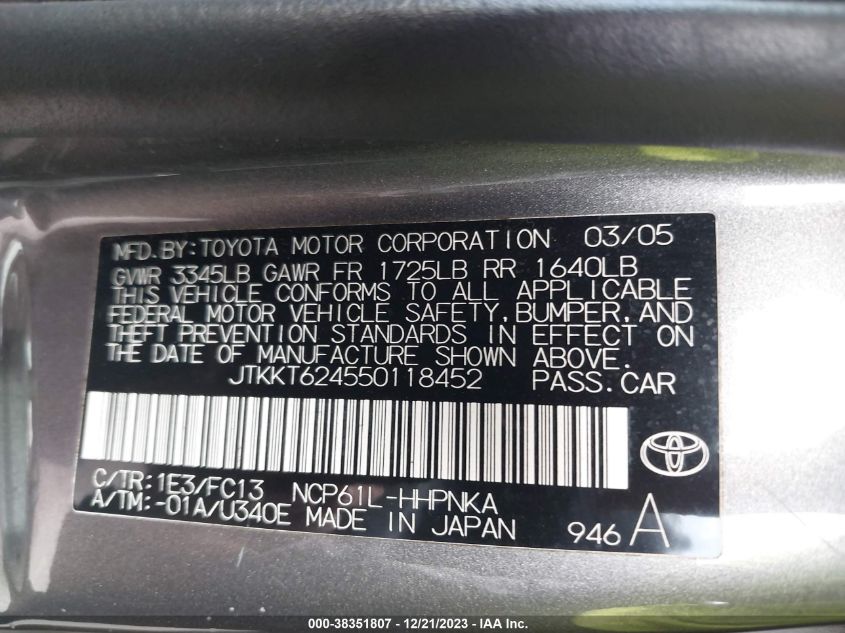 MFD.BY:TOYOTA MOTOR CORPORATION 03/05
GVWR 3345LB GAWR FR 1725LB RR 1640LB
THIS VEHICLE CONFORMS TO ALL APPLICABLE
FEDERAL MOTOR VEHICLE SAFETY, BUMPER, AND
THEFT PREVENTION STANDARDS IN EFFECT ON
THE DATE OF MANUFACTURE SHOWN ABOVE.
JTKKT624550118452 PASS.CAR
C/TR:1E3/FC13 NCP61L-HHPNKA
A/TM:-01A/U340E MADE IN JAPAN 946 A
000-38351807 - 12/21/2023 - IAA Inc.